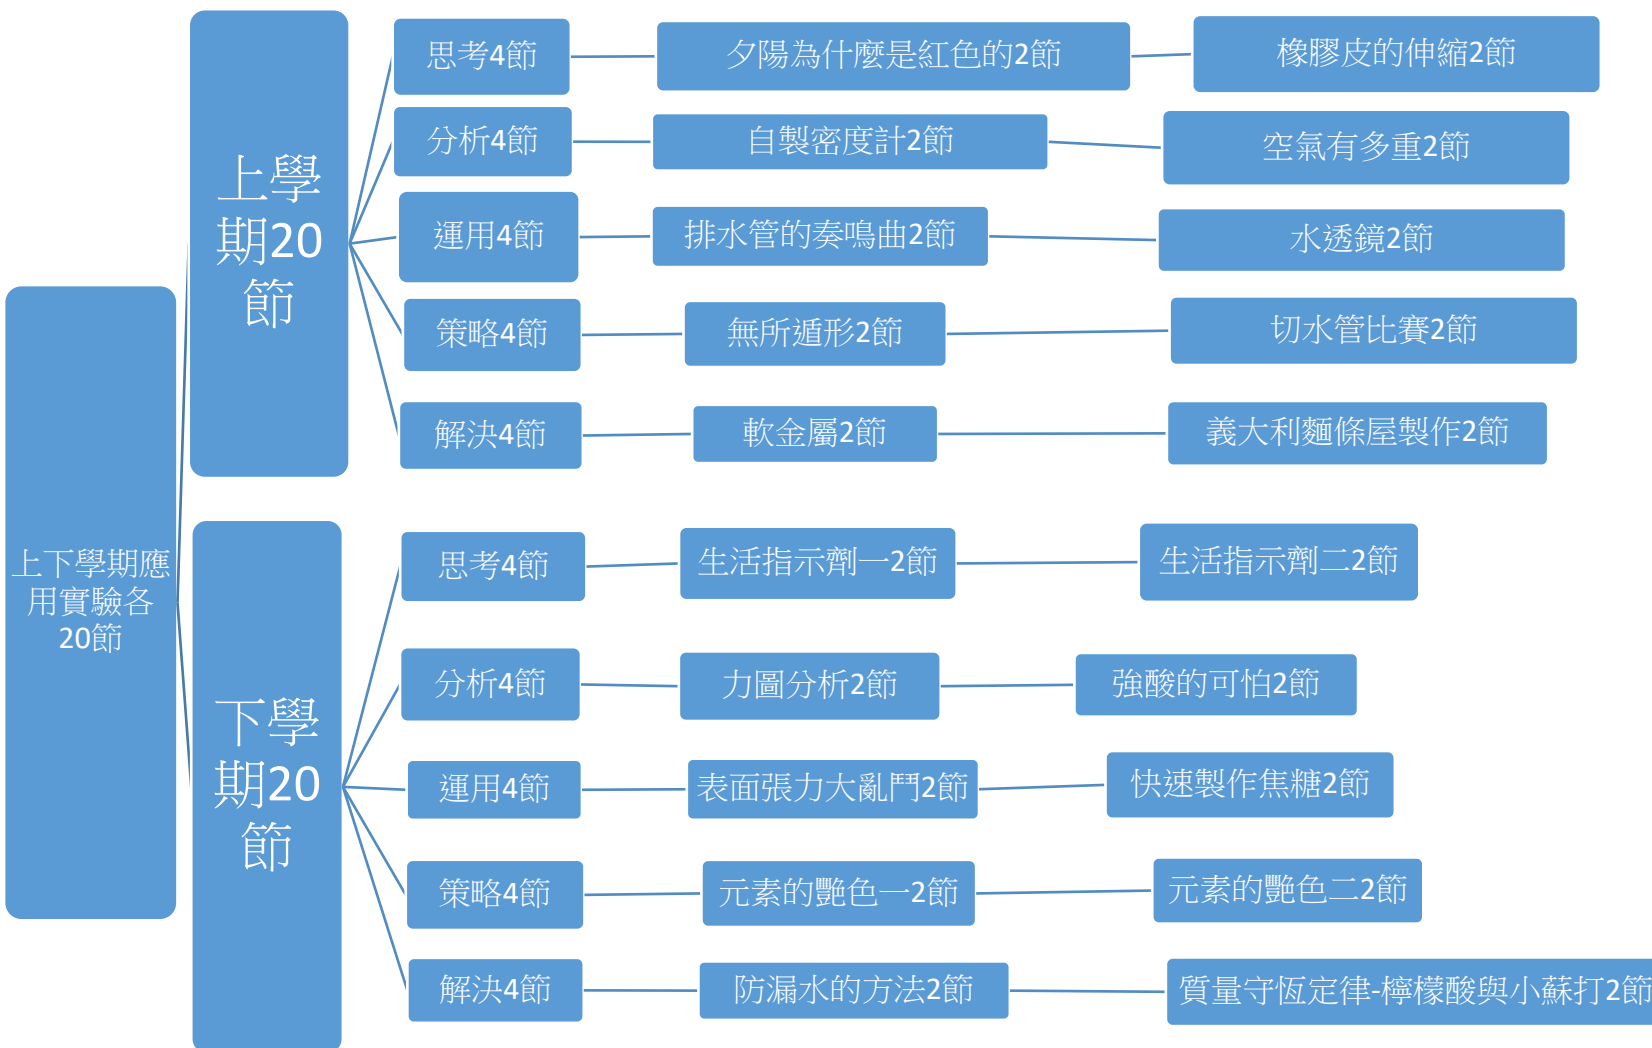 上下學期應
用實驗各
20節
上學
期20
節
思考4節
夕陽為什麼是紅色的2節
橡膠皮的伸縮2節
分析4節
自製密度計2節
空氣有多重2節
運用4節
排水管的奏鳴曲2節
水透鏡2節
策略4節
無所遁形2節
切水管比賽2節
解決4節
軟金屬2節
義大利麵條屋製作2節
下學
期20
節
思考4節
生活指示劑一2節
生活指示劑二2節
分析4節
力圖分析2節
強酸的可怕2節
運用4節
表面張力大亂鬥2節
快速製作焦糖2節
策略4節
元素的艷色一2節
元素的艷色二2節
解決4節
防漏水的方法2節
質量守恆定律-檸檬酸與小蘇打2節